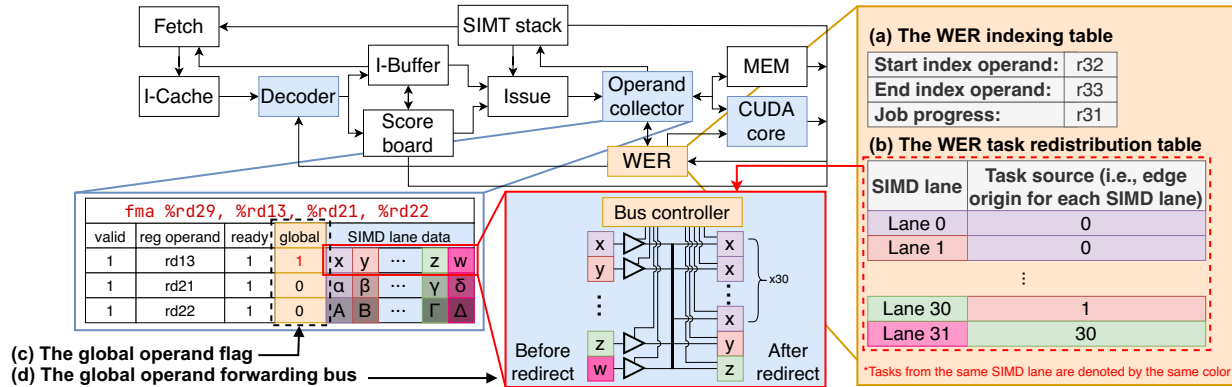 Fetch
SIMT stack
I-Buffer
MEM
I-Cache
Decoder
Issue
Operand
collector
CUDA
core
Score
board
WER
(a) The WER indexing table
Start index operand: r32
End index operand: r33
Job progress: r31
(b) The WER task redistribution table
SIMD lane Task source (i.e., edge
origin for each SIMD lane)
Lane 0 0
Lane 1 0
⋮
Lane 30 1
Lane 31 30
*Tasks from the same SIMD lane are denoted by the same color
fma %rd29, %rd13, %rd21, %rd22
valid reg operand ready global SIMD lane data
1 rd13 1 1 x y ... z w
1 rd21 1 0 α β ... γ δ
1 rd22 1 0 Α Β ... Γ Δ
(c) The global operand flag
(d) The global operand forwarding bus
Bus controller
x x
y x
x30
⋮ ⋮
x
z y
w z
Before
redirect
After
redirect